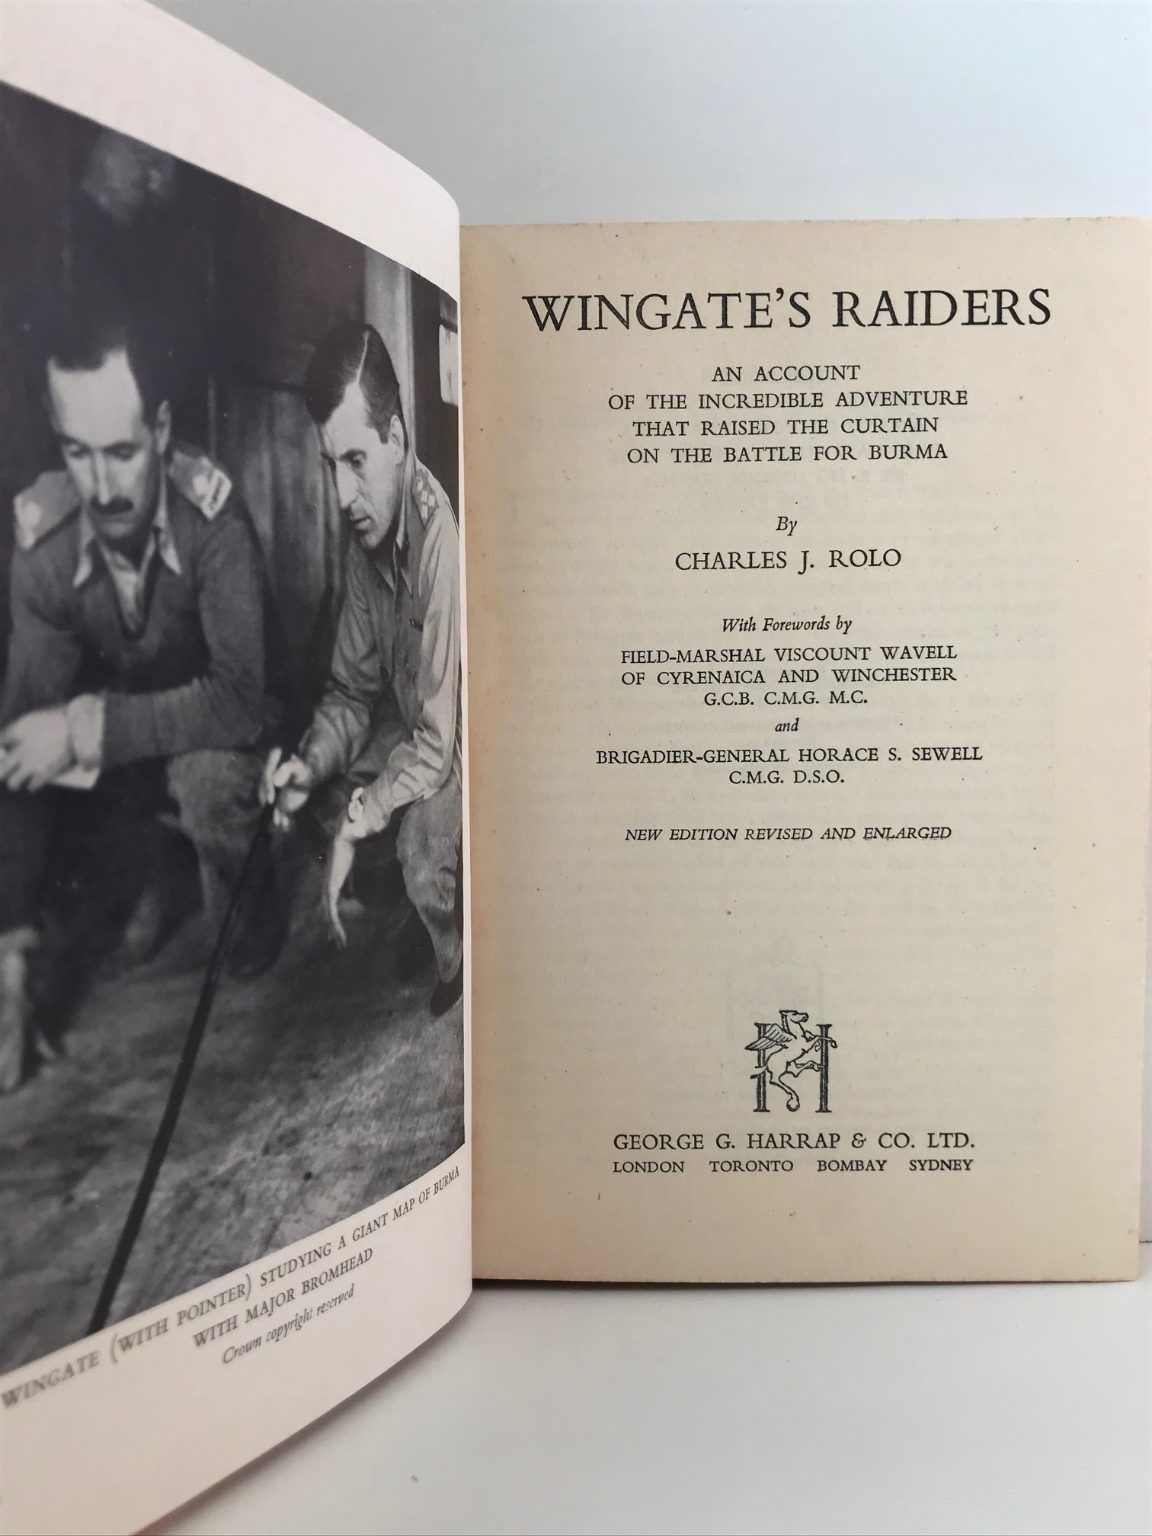 WINGATE (WITH POINTER) STUDYING A GIANT MAP OF BURMA
WITH MAJOR BROMHEAD
Crown copyright reserved
WINGATE'S RAIDERS
AN ACCOUNT
OF THE INCREDIBLE ADVENTURE
THAT RAISED THE CURTAIN
ON THE BATTLE FOR BURMA
By
CHARLES J. ROLO
With Forewords by
FIELD-MARSHAL VISCOUNT WAVELL
OF CYRENAICA AND WINCHESTER
G.C.B. C.M.G. M.C.
and
BRIGADIER-GENERAL HORACE S. SEWELL
C.M.G. D.S.O.
NEW EDITION REVISED AND ENLARGED
H
GEORGE G. HARRAP & CO. LTD.
LONDON TORONTO BOMBAY SYDNEY